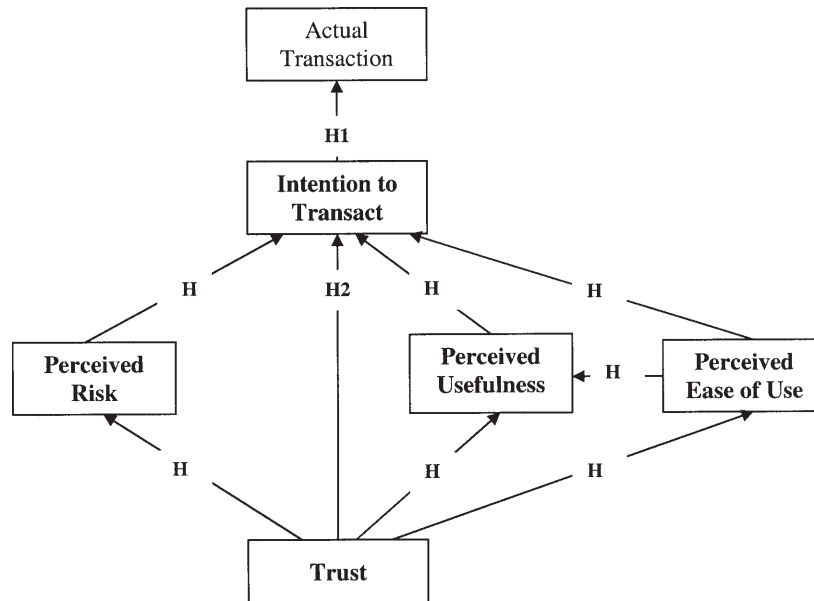 Actual
Transaction
H1
Intention to
Transact
H
H2
H
H
Perceived
Risk
Perceived
Usefulness
H
Perceived
Ease of Use
H
H
H
Trust